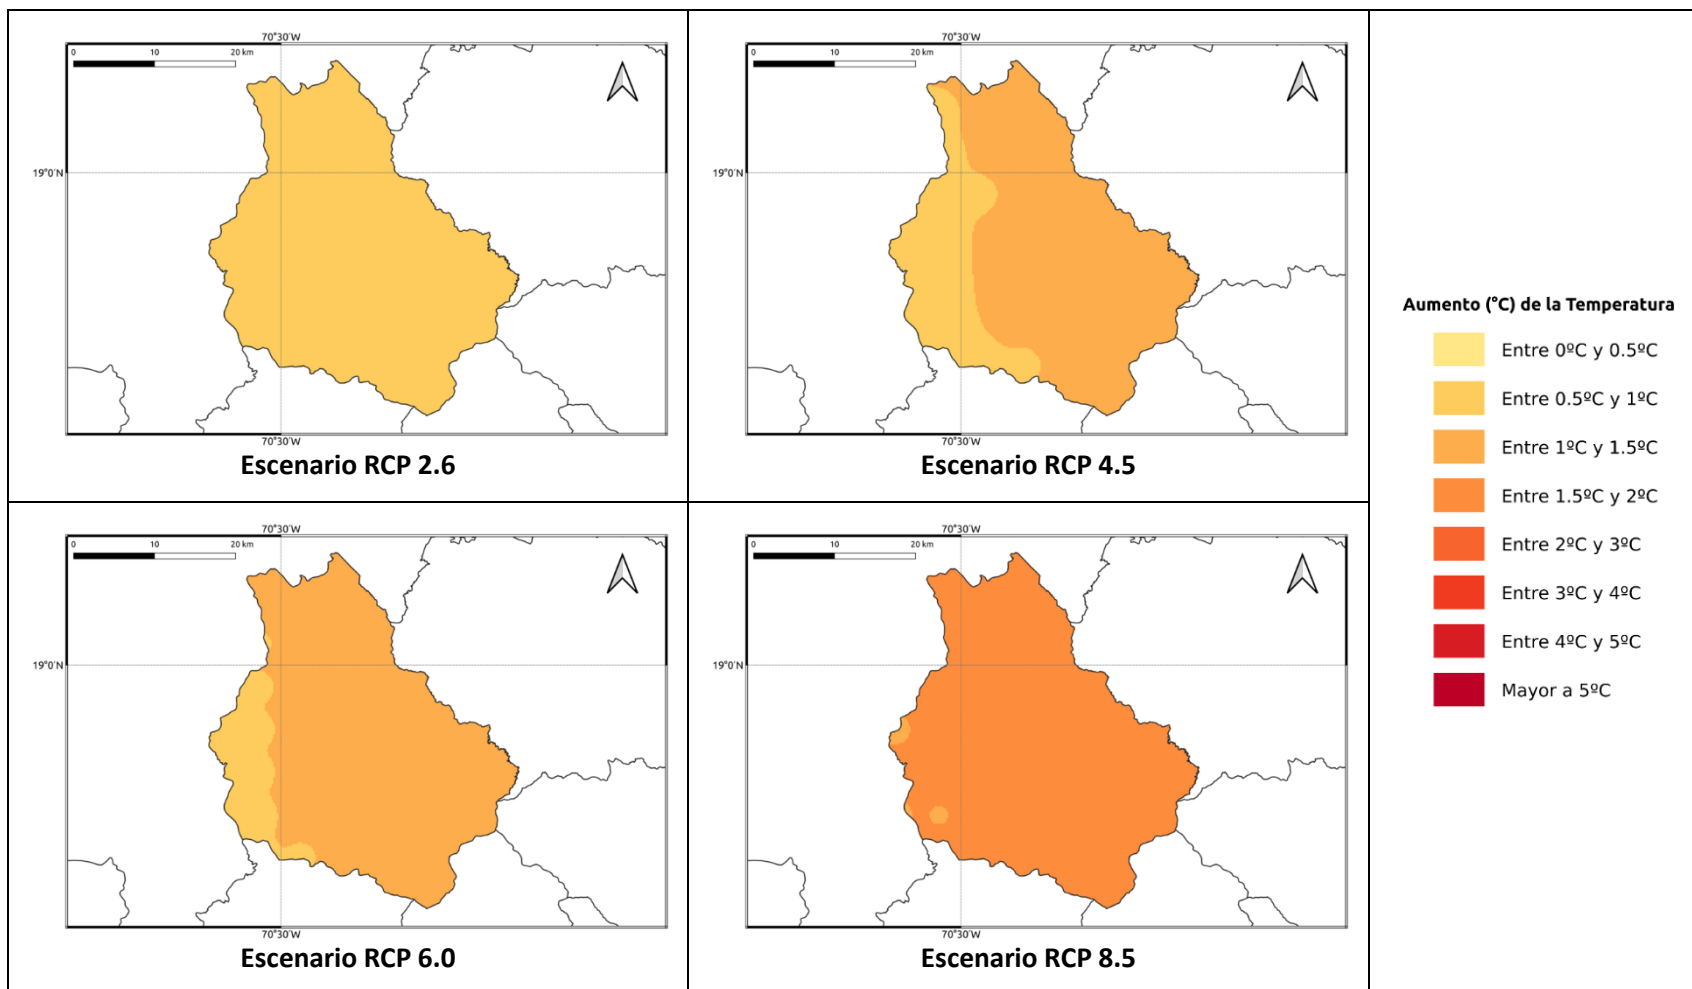 70°30'W
0 10 20 km
19°0'N
70°30'W
Escenario RCP 2.6
70°30'W
0 10 20 km
19°0'N
70°30'W
Escenario RCP 4.5
70°30'W
0 10 20 km
19°0'N
70°30'W
Escenario RCP 6.0
70°30'W
0 10 20 km
19°0'N
70°30'W
Escenario RCP 8.5
Aumento (°C) de la Temperatura
Entre 0ºC y 0.5ºC
Entre 0.5ºC y 1ºC
Entre 1ºC y 1.5ºC
Entre 1.5ºC y 2ºC
Entre 2ºC y 3ºC
Entre 3ºC y 4ºC
Entre 4ºC y 5ºC
Mayor a 5ºC